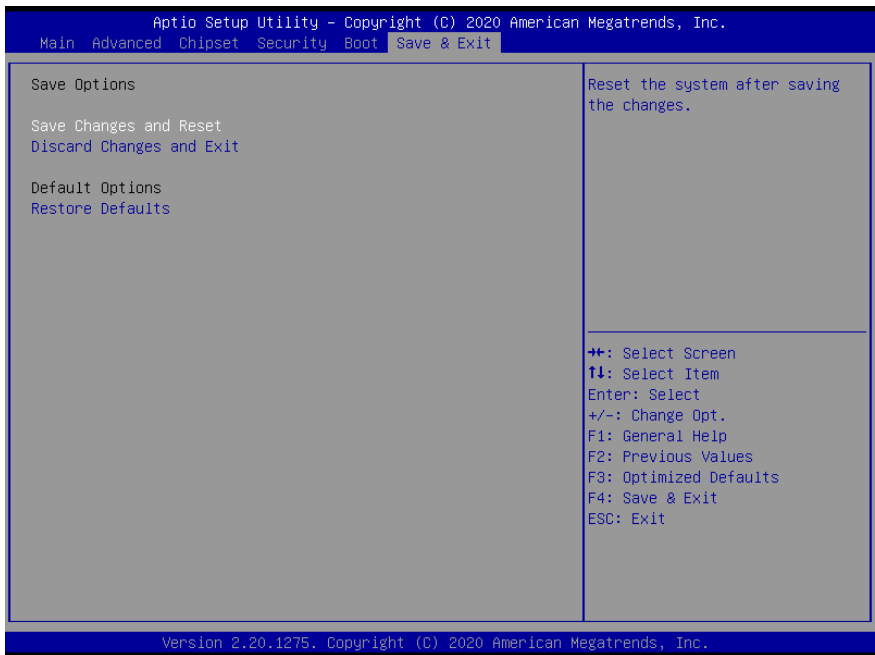 Aptio Setup Utility – Copyright (C) 2020 American Megatrends, Inc.
Main Advanced Chipset Security Boot Save & Exit
Save Options
Save Changes and Reset
Discard Changes and Exit
Default Options
Restore Defaults
Reset the system after saving
the changes.
→←: Select Screen
↑↓: Select Item
Enter: Select
+/-: Change Opt.
F1: General Help
F2: Previous Values
F3: Optimized Defaults
F4: Save & Exit
ESC: Exit
Version 2.20.1275. Copyright (C) 2020 American Megatrends, Inc.